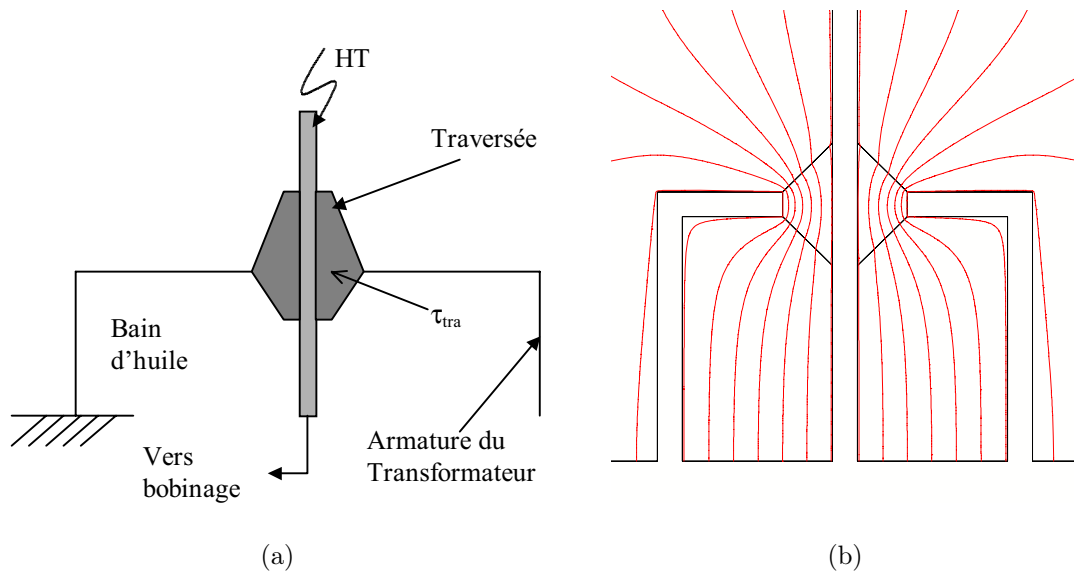 HT
Traversée
τtra
Bain
d’huile
Armature du
Transformateur
Vers
bobinage
(a)
(b)